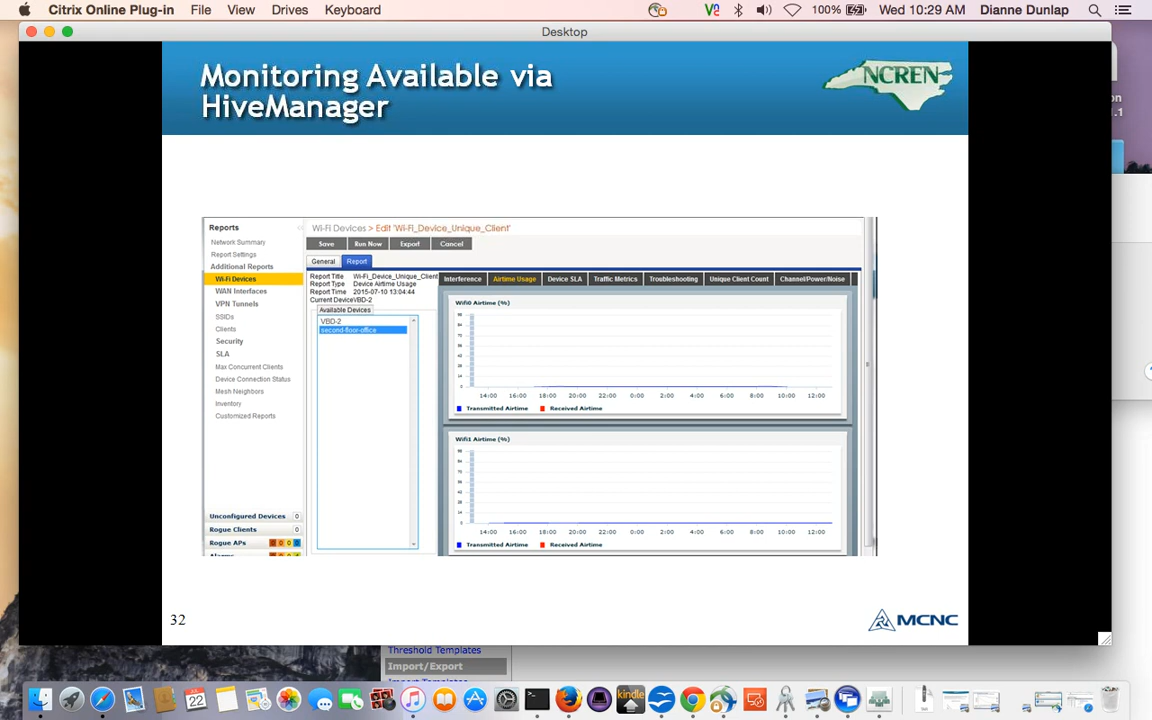 Citrix Online Plug-in File View Drives Keyboard 100% Wed 10:29 AM Dianne Dunlap
Desktop
Monitoring Available via
HiveManager
NCREN
Reports
Network Summary
Report Settings
Additional Reports
Wi-Fi Devices
WAN Interfaces
VPN Tunnels
SSIDs
Clients
Security
SLA
Max Concurrent Clients
Device Connection Status
Mesh Neighbors
Inventory
Customized Reports
Unconfigured Devices 0
Rogue Clients 0
Rogue APs
Wi-Fi Devices > Edit 'Wi-Fi_Device_Unique_Client'
Save Run Now Export Cancel
General Report
Report Title Wi-Fi_Device_Unique_Client
Report Type Device Airtime Usage
Report Time 2015-07-10 13:04:44
Current DeviceVBD-2
Available Devices
VBD-2
second-floor-office
Interference Airtime Usage Device SLA Traffic Metrics Troubleshooting Unique Client Count Channel/Power/Noise
Wifi0 Airtime (%)
14:00 16:00 18:00 20:00 22:00 0:00 2:00 4:00 6:00 8:00 10:00 12:00
Transmitted Airtime Received Airtime
Wifi1 Airtime (%)
14:00 16:00 18:00 20:00 22:00 0:00 2:00 4:00 6:00 8:00 10:00 12:00
Transmitted Airtime Received Airtime
32
MCNC
Threshold Templates
Import/Export
22
kindle